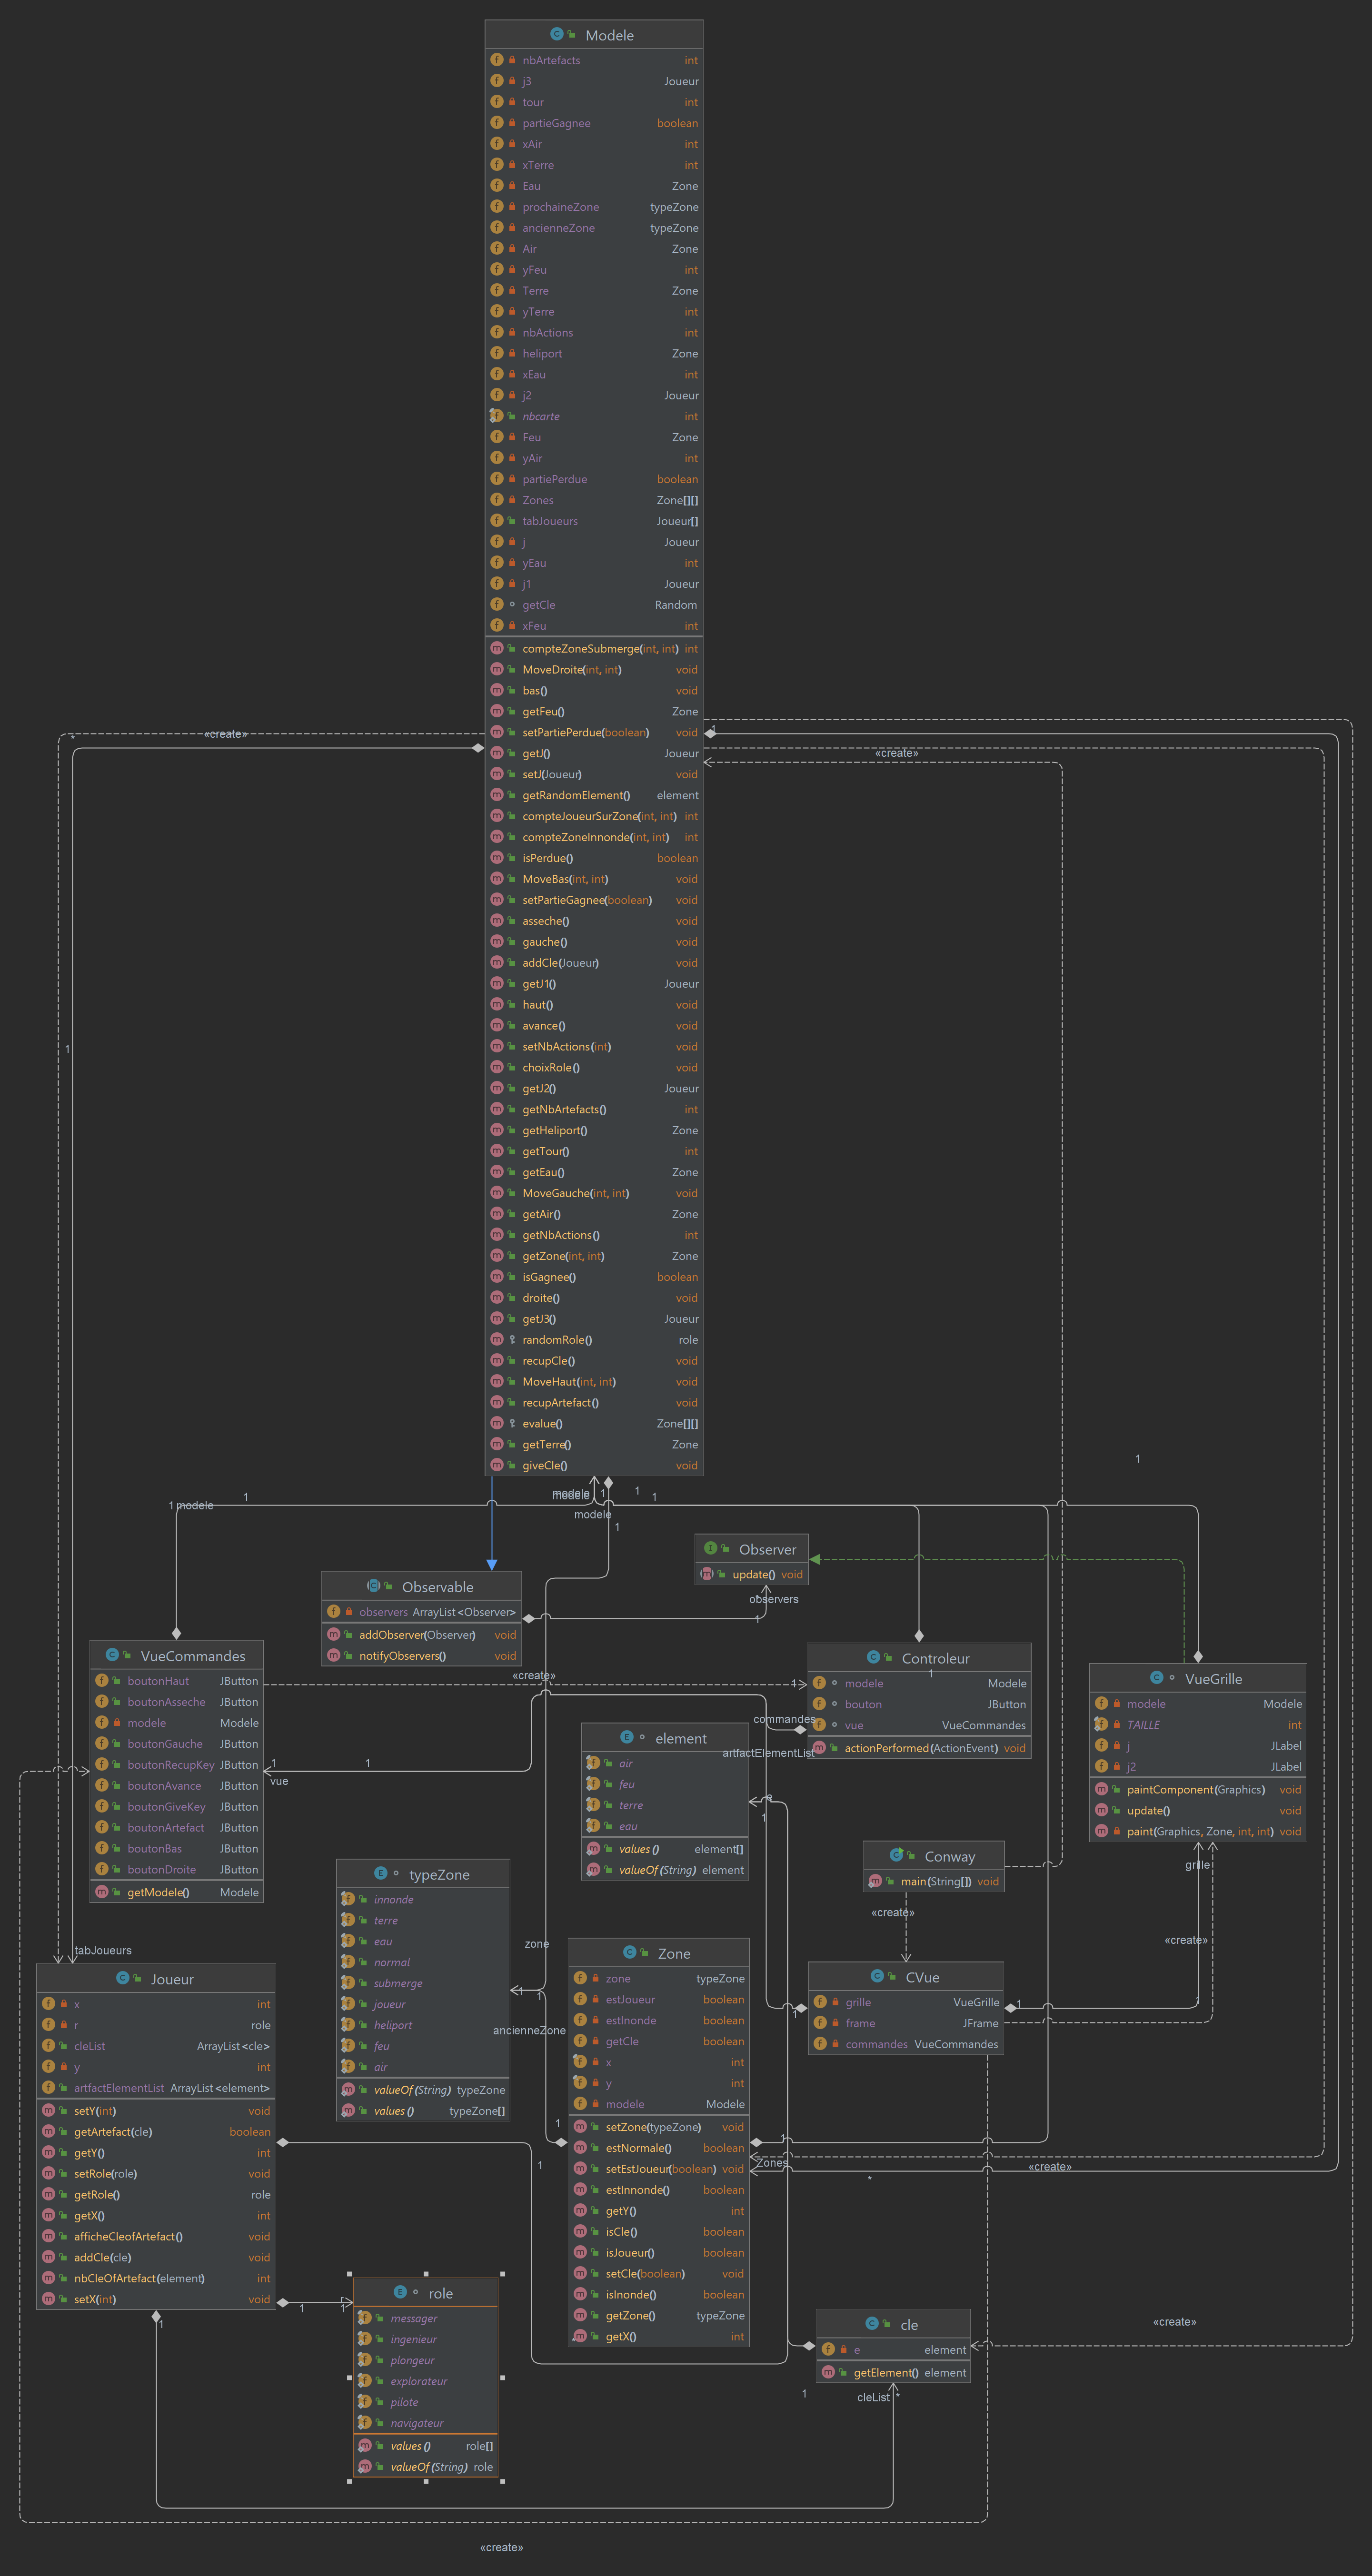 Modele
nbArtefacts int
j3 Joueur
tour int
partieGagnee boolean
xAir int
xTerre int
Eau Zone
prochaineZone typeZone
ancienneZone typeZone
Air Zone
yFeu int
Terre Zone
yTerre int
nbActions int
heliport Zone
xEau int
j2 Joueur
nbcarte int
Feu Zone
yAir int
partiePerdue boolean
Zones Zone[][]
tabJoueurs Joueur[]
j Joueur
yEau int
j1 Joueur
getCle Random
xFeu int
compteZoneSubmerge(int, int) int
MoveDroite(int, int) void
bas() void
getFeu() Zone
setPartiePerdue(boolean) void
getJ() Joueur
setJ(Joueur) void
getRandomElement() element
compteJoueurSurZone(int, int) int
compteZoneInnonde(int, int) int
isPerdue() boolean
MoveBas(int, int) void
setPartieGagnee(boolean) void
asseche() void
gauche() void
addCle(Joueur) void
getJ1() Joueur
haut() void
avance() void
setNbActions(int) void
choixRole() void
getJ2() Joueur
getNbArtefacts() int
getHeliport() Zone
getTour() int
getEau() Zone
MoveGauche(int, int) void
getAir() Zone
getNbActions() int
getZone(int, int) Zone
isGagnee() boolean
droite() void
getJ3() Joueur
randomRole() role
recupCle() void
MoveHaut(int, int) void
recupArtefact() void
evalue() Zone[][]
getTerre() Zone
giveCle() void
«create»
*
1
1
«create»
1
1
1 modele
1
modele
modele
modele
1
1
1
1
Observer
update() void
observers
1
Observable
observers ArrayList<Observer>
addObserver(Observer) void
notifyObservers() void
«create»
VueCommandes
boutonHaut JButton
boutonAsseche JButton
modele Modele
boutonGauche JButton
boutonRecupKey JButton
boutonAvance JButton
boutonGiveKey JButton
boutonArtefact JButton
boutonBas JButton
boutonDroite JButton
getModele() Modele
1
vue
1
Controleur
1
modele Modele
bouton JButton
vue VueCommandes
actionPerformed(ActionEvent) void
1
commandes
artfactElementList
VueGrille
modele Modele
TAILLE int
j JLabel
j2 JLabel
paintComponent(Graphics) void
update() void
paint(Graphics, Zone, int, int) void
grille
«create»
element
air
feu
terre
eau
values() element[]
valueOf(String) element
*
1
Conway
main(String[]) void
«create»
typeZone
innonde
terre
eau
normal
submerge
joueur
heliport
feu
air
valueOf(String) typeZone
values() typeZone[]
zone
1
1
ancienneZone
1
CVue
grille VueGrille
frame JFrame
commandes VueCommandes
1
1
1
tabJoueurs
Joueur
x int
r role
cleList ArrayList<cle>
y int
artfactElementList ArrayList<element>
setY(int) void
getArtefact(cle) boolean
getY() int
setRole(role) void
getRole() role
getX() int
afficheCleofArtefact() void
addCle(cle) void
nbCleOfArtefact(element) int
setX(int) void
1
1
1
r
1
Zone
zone typeZone
estJoueur boolean
estInonde boolean
getCle boolean
x int
y int
modele Modele
setZone(typeZone) void
estNormale() boolean
setEstJoueur(boolean) void
estInnonde() boolean
getY() int
isCle() boolean
isJoueur() boolean
setCle(boolean) void
isInonde() boolean
getZone() typeZone
getX() int
1
Zones
*
«create»
role
messager
ingenieur
plongeur
explorateur
pilote
navigateur
values() role[]
valueOf(String) role
cle
e element
getElement() element
1
cleList *
«create»
«create»